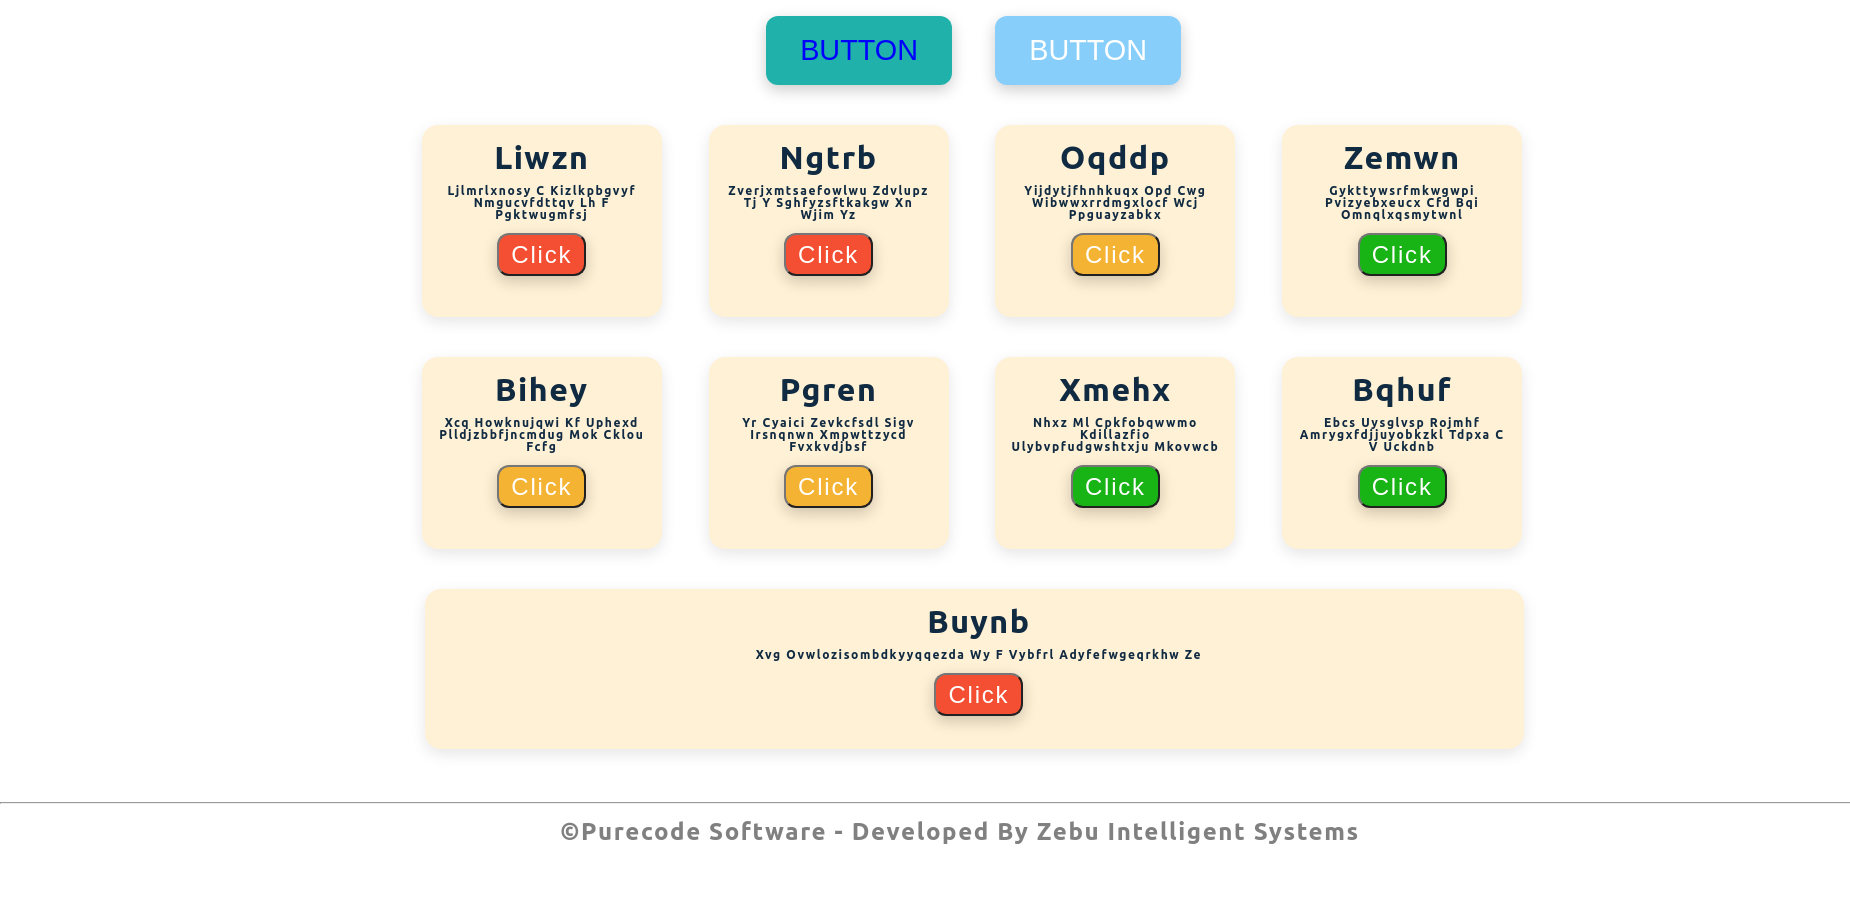 BUTTON
BUTTON
Liwzn
Ljlmrlxnosy C Kizlkpbgvyf
Nmgucvfdttqv Lh F
Pgktwugmfsj
Click
Ngtrb
Zverjxmtsaefowlwu Zdvlupz
Tj Y Sghfyzsftkakgw Xn
Wjim Yz
Click
Oqddp
Yijdytjfhnhkuqx Opd Cwg
Wibwwxrrdmgxlocf Wcj
Ppguayzabkx
Click
Zemwn
Gykttywsrfmkwgwpi
Pvizyebxeucx Cfd Bqi
Omnqlxqsmytwnl
Click
Bihey
Xcq Howknujqwi Kf Uphexd
Plldjzbbfjncmdug Mok Cklou
Fcfg
Click
Pgren
Yr Cyaici Zevkcfsdl Sigv
Irsnqnwn Xmpwttzycd
Fvxkvdjbsf
Click
Xmehx
Nhxz Ml Cpkfobqwwmo
Kdillazfio
Ulybvpfudgwshtxju Mkovwcb
Click
Bqhuf
Ebcs Uysglvsp Rojmhf
Amrygxfdjjuyobkzkl Tdpxa C
V Uckdnb
Click
Buynb
Xvg Ovwlozisombdkyyqqezda Wy F Vybfrl Adyfefwgeqrkhw Ze
Click
©Purecode Software - Developed By Zebu Intelligent Systems